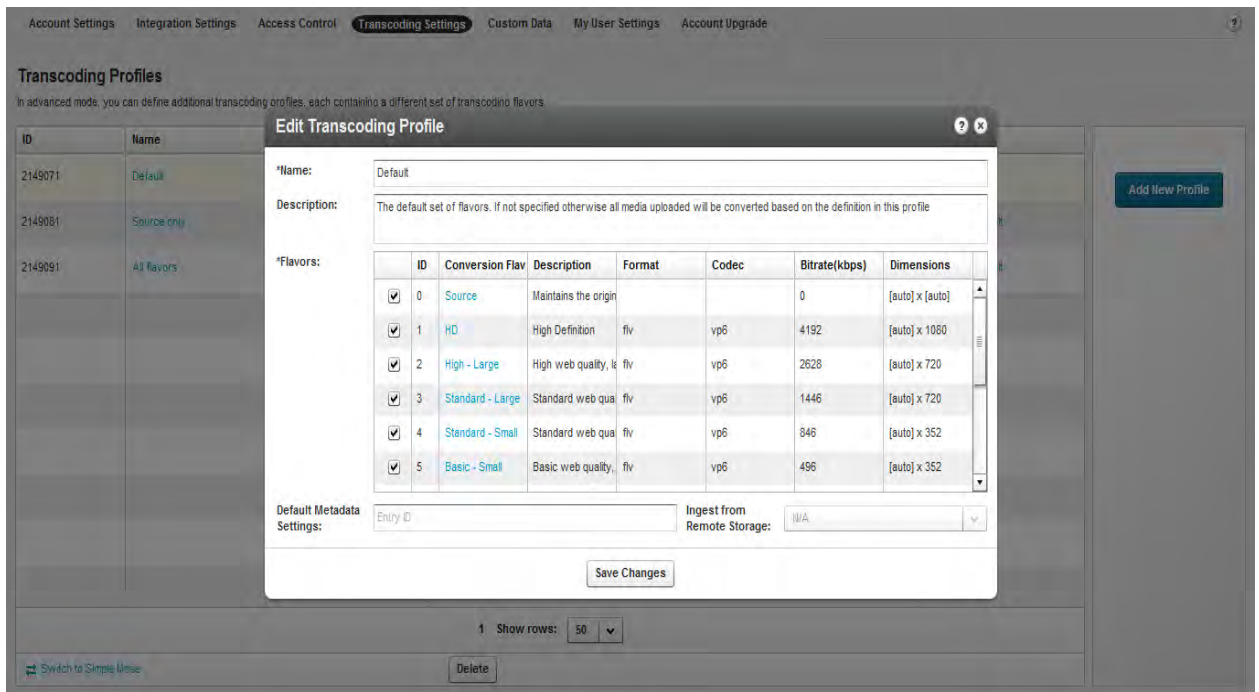 Account Settings Integration Settings Access Control Transcoding Settings Custom Data My User Settings Account Upgrade ?
Transcoding Profiles
In advanced mode, you can define additional transcoding profiles, each containing a different set of transcoding flavors.
ID Name
2149071 Default
2149081 Source only
2149091 All flavors
Add New Profile
Edit Transcoding Profile ? x
*Name: Default
Description: The default set of flavors. If not specified otherwise all media uploaded will be converted based on the definition in this profile
*Flavors:
ID Conversion Flav Description Format Codec Bitrate(kbps) Dimensions
0 Source Maintains the origin 0 [auto] x [auto]
1 HD High Definition flv vp6 4192 [auto] x 1080
2 High - Large High web quality, la flv vp6 2628 [auto] x 720
3 Standard - Large Standard web qua flv vp6 1446 [auto] x 720
4 Standard - Small Standard web qua flv vp6 846 [auto] x 352
5 Basic - Small Basic web quality, flv vp6 496 [auto] x 352
Default Metadata Settings: Entry ID
Ingest from Remote Storage: N/A
Save Changes
1 Show rows: 50
Switch to Simple Mode
Delete